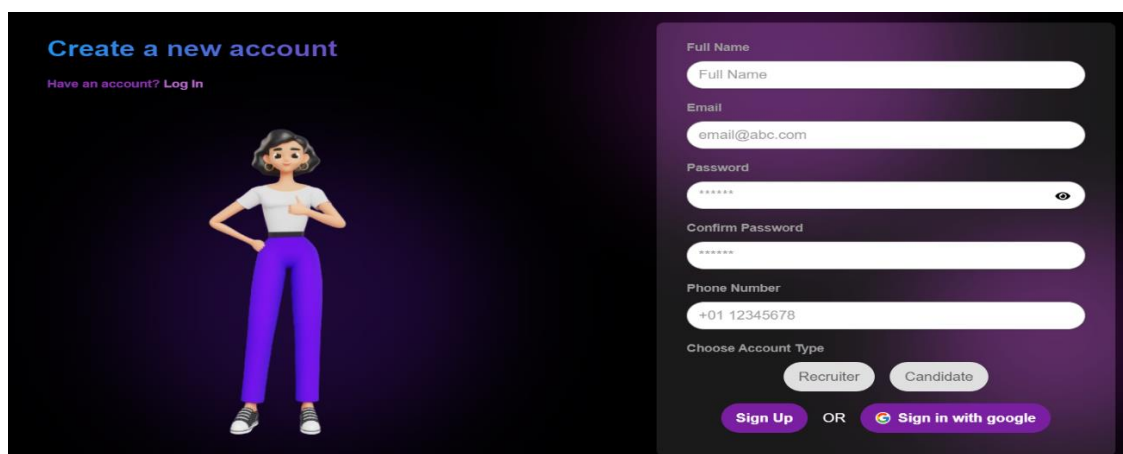 Create a new account
Have an account? Log In
Full Name
Full Name
Email
email@abc.com
Password
******
Confirm Password
******
Phone Number
+01 12345678
Choose Account Type
Recruiter Candidate
Sign Up OR Sign in with google